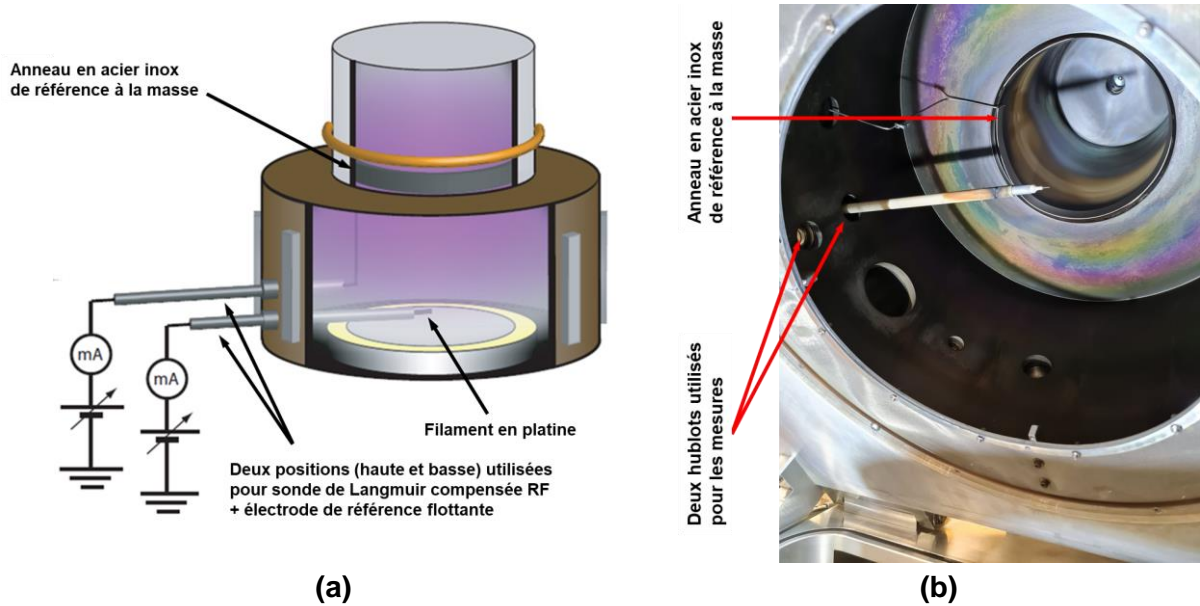 Anneau en acier inox
de référence à la masse
mA
mA
Filament en platine
Deux positions (haute et basse) utilisées
pour sonde de Langmuir compensée RF
+ électrode de référence flottante
(a)
Anneau en acier inox
de référence à la masse
Deux hublots utilisés
pour les mesures
(b)